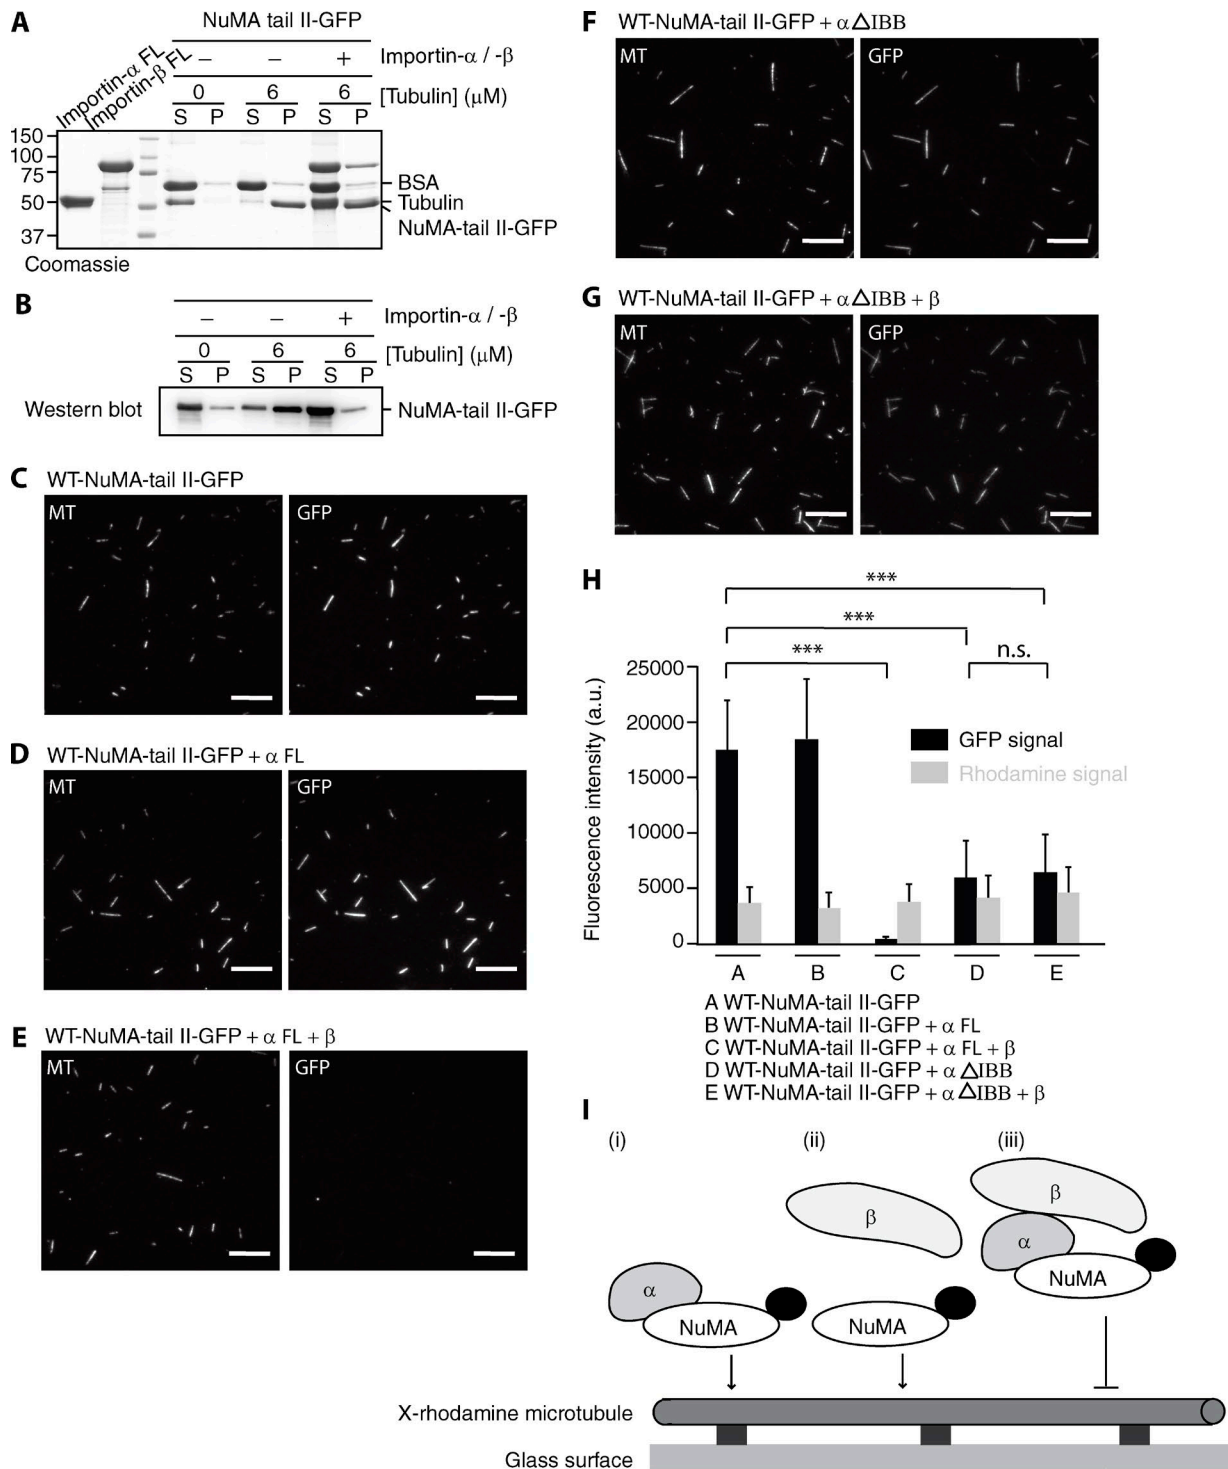 A
NuMA tail II-GFP
Importin-α FL
Importin-β FL
– – + Importin-α / -β
0 6 6 [Tubulin] (μM)
S P S P S P
150
100
75
50
37
BSA
Tubulin
NuMA-tail II-GFP
Coomassie
B
– – + Importin-α / -β
0 6 6 [Tubulin] (μM)
S P S P S P
Western blot
NuMA-tail II-GFP
C WT-NuMA-tail II-GFP
MT GFP
D WT-NuMA-tail II-GFP + α FL
MT GFP
E WT-NuMA-tail II-GFP + α FL + β
MT GFP
F WT-NuMA-tail II-GFP + α △IBB
MT GFP
G WT-NuMA-tail II-GFP + α △IBB + β
MT GFP
H
***
***
*** n.s.
Fluorescence intensity (a.u.)
25000
20000
15000
10000
5000
0
GFP signal
Rhodamine signal
A B C D E
A WT-NuMA-tail II-GFP
B WT-NuMA-tail II-GFP + α FL
C WT-NuMA-tail II-GFP + α FL + β
D WT-NuMA-tail II-GFP + α △IBB
E WT-NuMA-tail II-GFP + α △IBB + β
I
(i) (ii) (iii)
β
β
α
NuMA
α
NuMA
NuMA
X-rhodamine microtubule
Glass surface